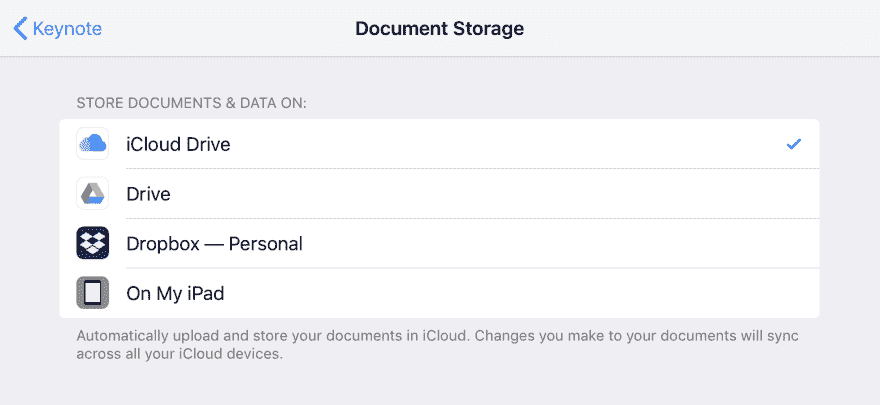 Keynote
Document Storage
STORE DOCUMENTS & DATA ON:
iCloud Drive
Drive
Dropbox — Personal
On My iPad
Automatically upload and store your documents in iCloud. Changes you make to your documents will sync
across all your iCloud devices.